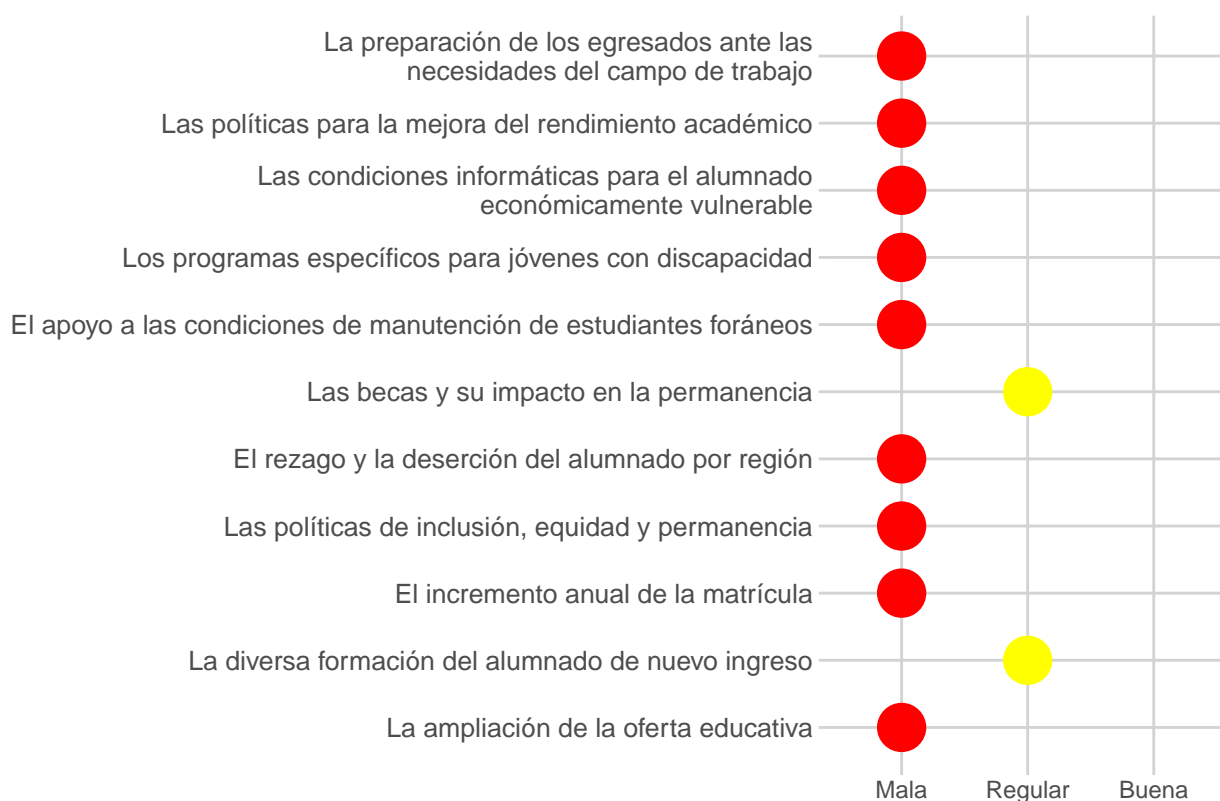 La preparación de los egresados ante las
necesidades del campo de trabajo
Las políticas para la mejora del rendimiento académico
Las condiciones informáticas para el alumnado
económicamente vulnerable
Los programas específicos para jóvenes con discapacidad
El apoyo a las condiciones de manutención de estudiantes foráneos
Las becas y su impacto en la permanencia
El rezago y la deserción del alumnado por región
Las políticas de inclusión, equidad y permanencia
El incremento anual de la matrícula
La diversa formación del alumnado de nuevo ingreso
La ampliación de la oferta educativa
Mala Regular Buena